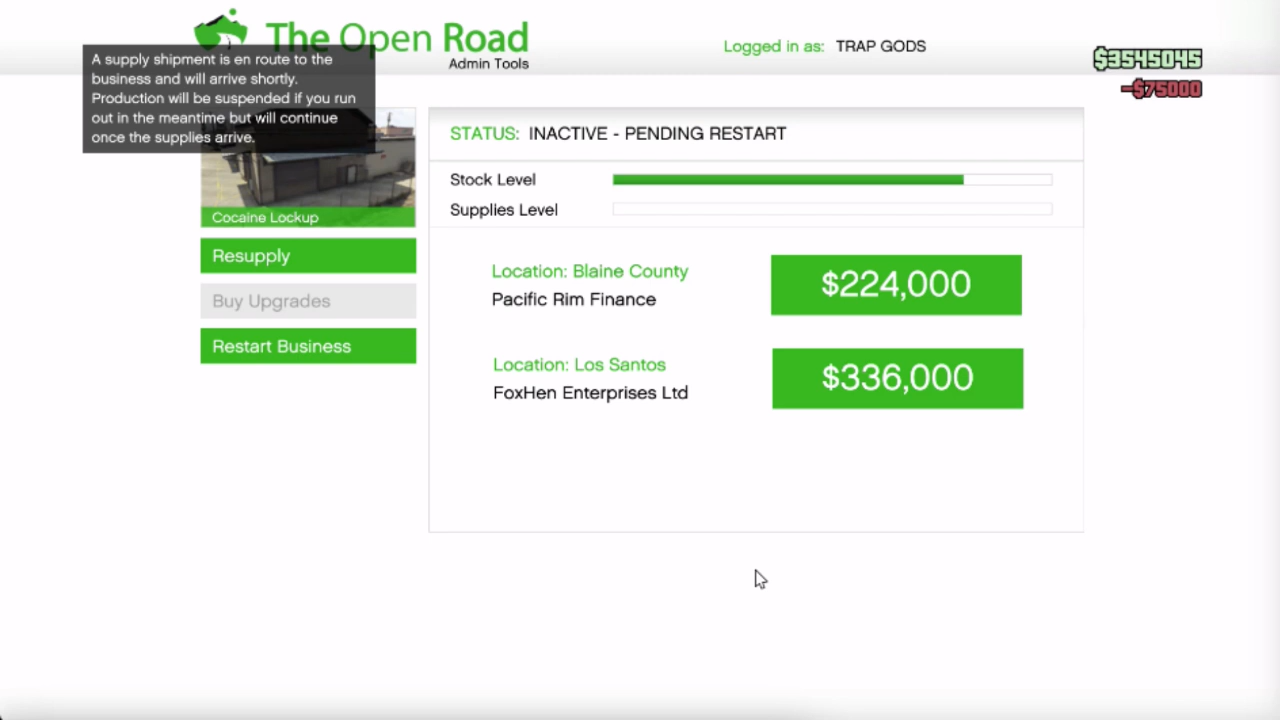 The Open Road
Admin Tools
Logged in as: TRAP GODS
$3545045
-$75000
A supply shipment is en route to the
business and will arrive shortly.
Production will be suspended if you run
out in the meantime but will continue
once the supplies arrive.
Cocaine Lockup
Resupply
Buy Upgrades
Restart Business
STATUS: INACTIVE - PENDING RESTART
Stock Level
Supplies Level
Location: Blaine County
Pacific Rim Finance
$224,000
Location: Los Santos
FoxHen Enterprises Ltd
$336,000